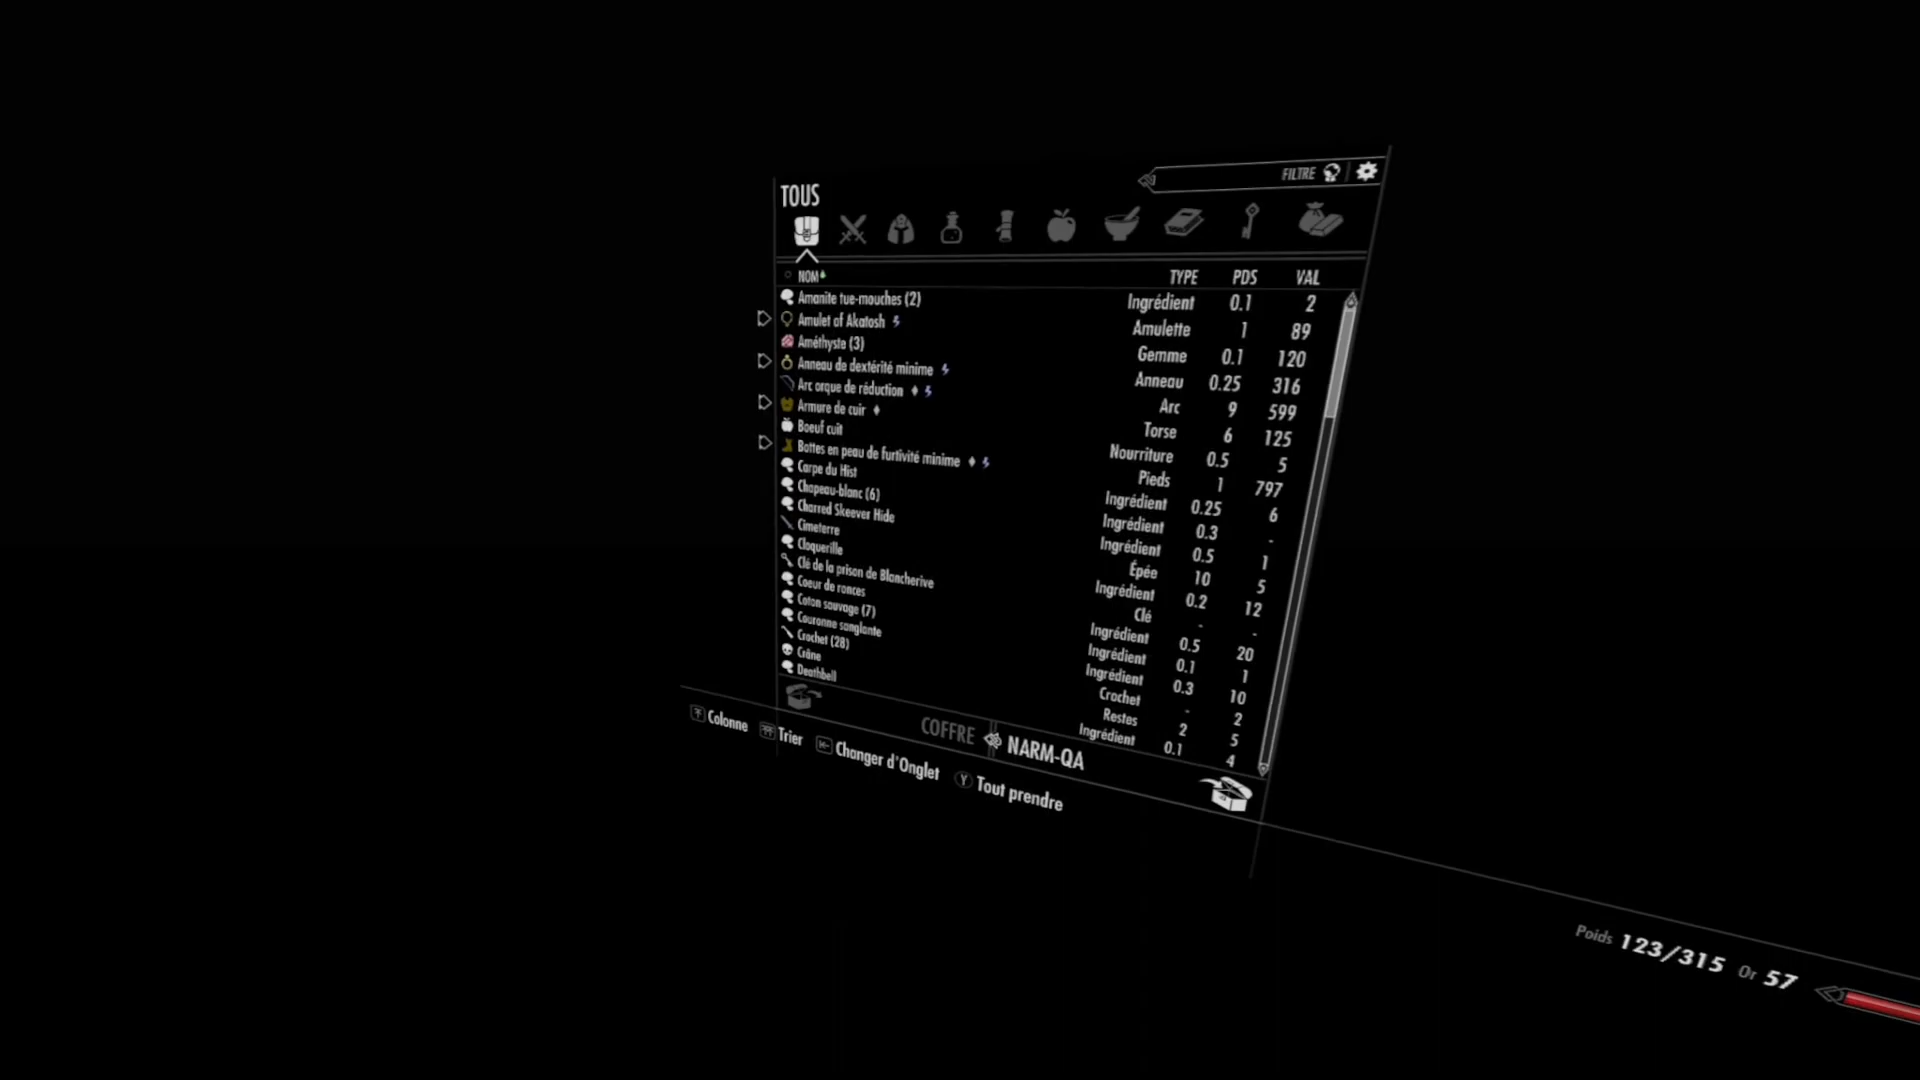 FILTRE
TOUS
NOM TYPE PDS VAL
Amanite tue-mouches (2) Ingrédient 0.1 2
Amulet of Akatosh Amulette 1 89
Améthyste (3) Gemme 0.1 120
Anneau de dextérité minime Anneau 0.25 316
Arc orque de réduction Arc 9 599
Armure de cuir Torse 6 125
Boeuf cuit Nourriture 0.5 5
Bottes en peau de furtivité minime Pieds 1 797
Carpe du Hist Ingrédient 0.25 6
Chapeau-blanc (6) Ingrédient 0.3 -
Charred Skeever Hide Ingrédient 0.5 1
Cimeterre Épée 10 5
Cloquerille Ingrédient 0.2 12
Clé de la prison de Blancherive Clé - -
Coeur de ronces Ingrédient 0.5 20
Coton sauvage (7) Ingrédient 0.1 1
Couronne sanglante Ingrédient 0.3 10
Crochet (28) Crochet - 2
Crâne Restes 2 5
Deathbell Ingrédient 0.1 4
COFFRE NARM-QA
Colonne Trier Changer d'Onglet Y Tout prendre
Poids 123/315 Or 57